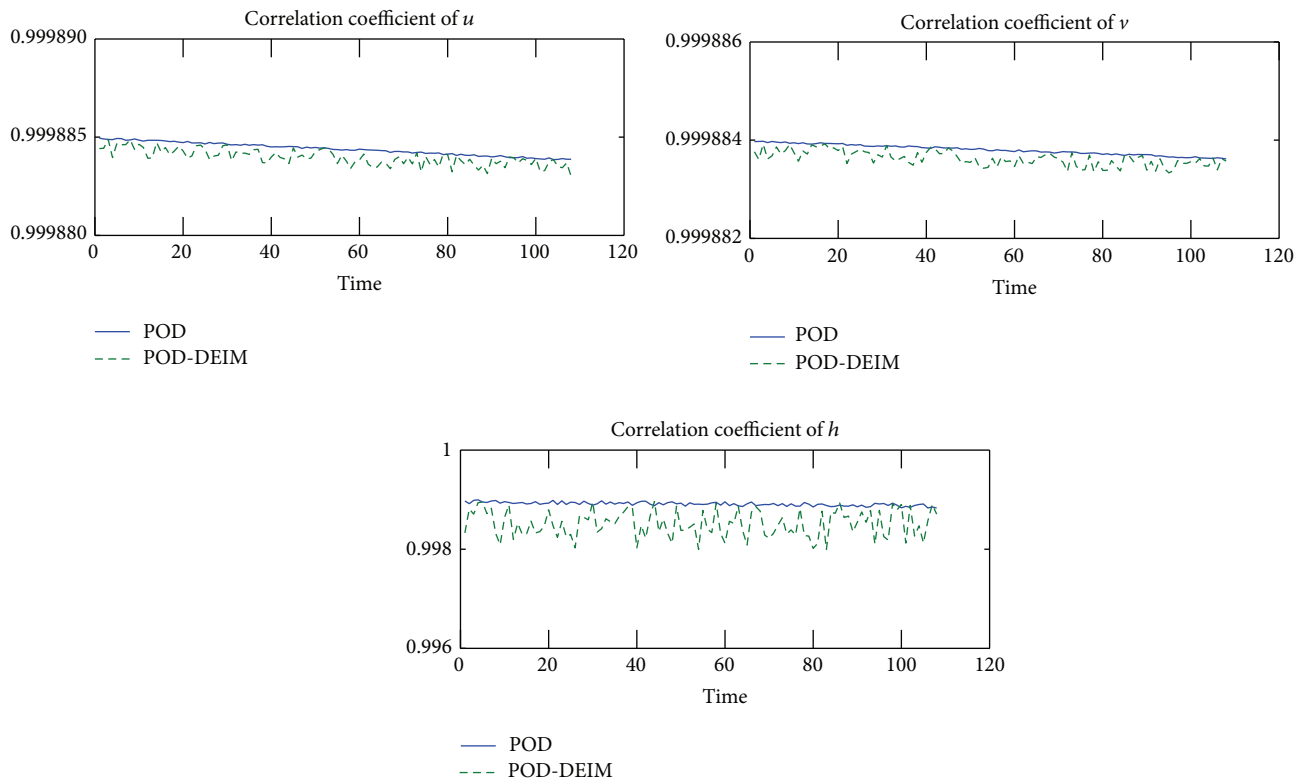 Correlation coefficient of u
0.999890
0.999885
0.999880
0 20 40 60 80 100 120
Time
POD
POD-DEIM
Correlation coefficient of v
0.999886
0.999884
0.999882
0 20 40 60 80 100 120
Time
POD
POD-DEIM
Correlation coefficient of h
1
0.998
0.996
0 20 40 60 80 100 120
Time
POD
POD-DEIM